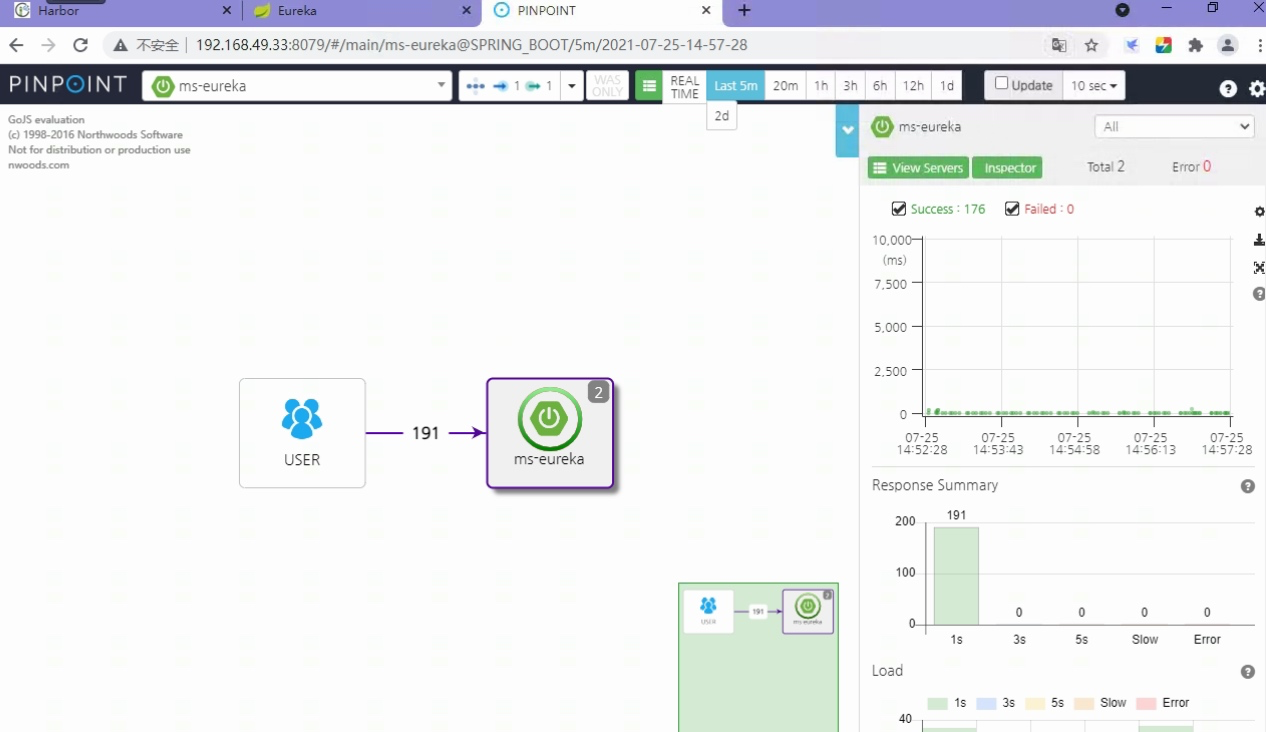 Harbor
Eureka
PINPOINT
不安全
192.168.49.33:8079/#/main/ms-eureka@SPRING_BOOT/5m/2021-07-25-14-57-28
PINPOINT
ms-eureka
1 1
WAS ONLY
REAL TIME
Last 5m 20m 1h 3h 6h 12h 1d
2d
Update
10 sec
GoJS evaluation
(c) 1998-2016 Northwoods Software
Not for distribution or production use
nwoods.com
USER
191
2
ms-eureka
USER
191
2
ms-eureka
ms-eureka
All
View Servers
Inspector
Total 2
Error 0
Success : 176
Failed : 0
10,000
(ms)
7,500
5,000
2,500
0
07-25 07-25 07-25 07-25 07-25
14:52:28 14:53:43 14:54:58 14:56:13 14:57:28
Response Summary
200
191
100
0 0 0 0
0
1s 3s 5s Slow Error
Load
1s 3s 5s Slow Error
40